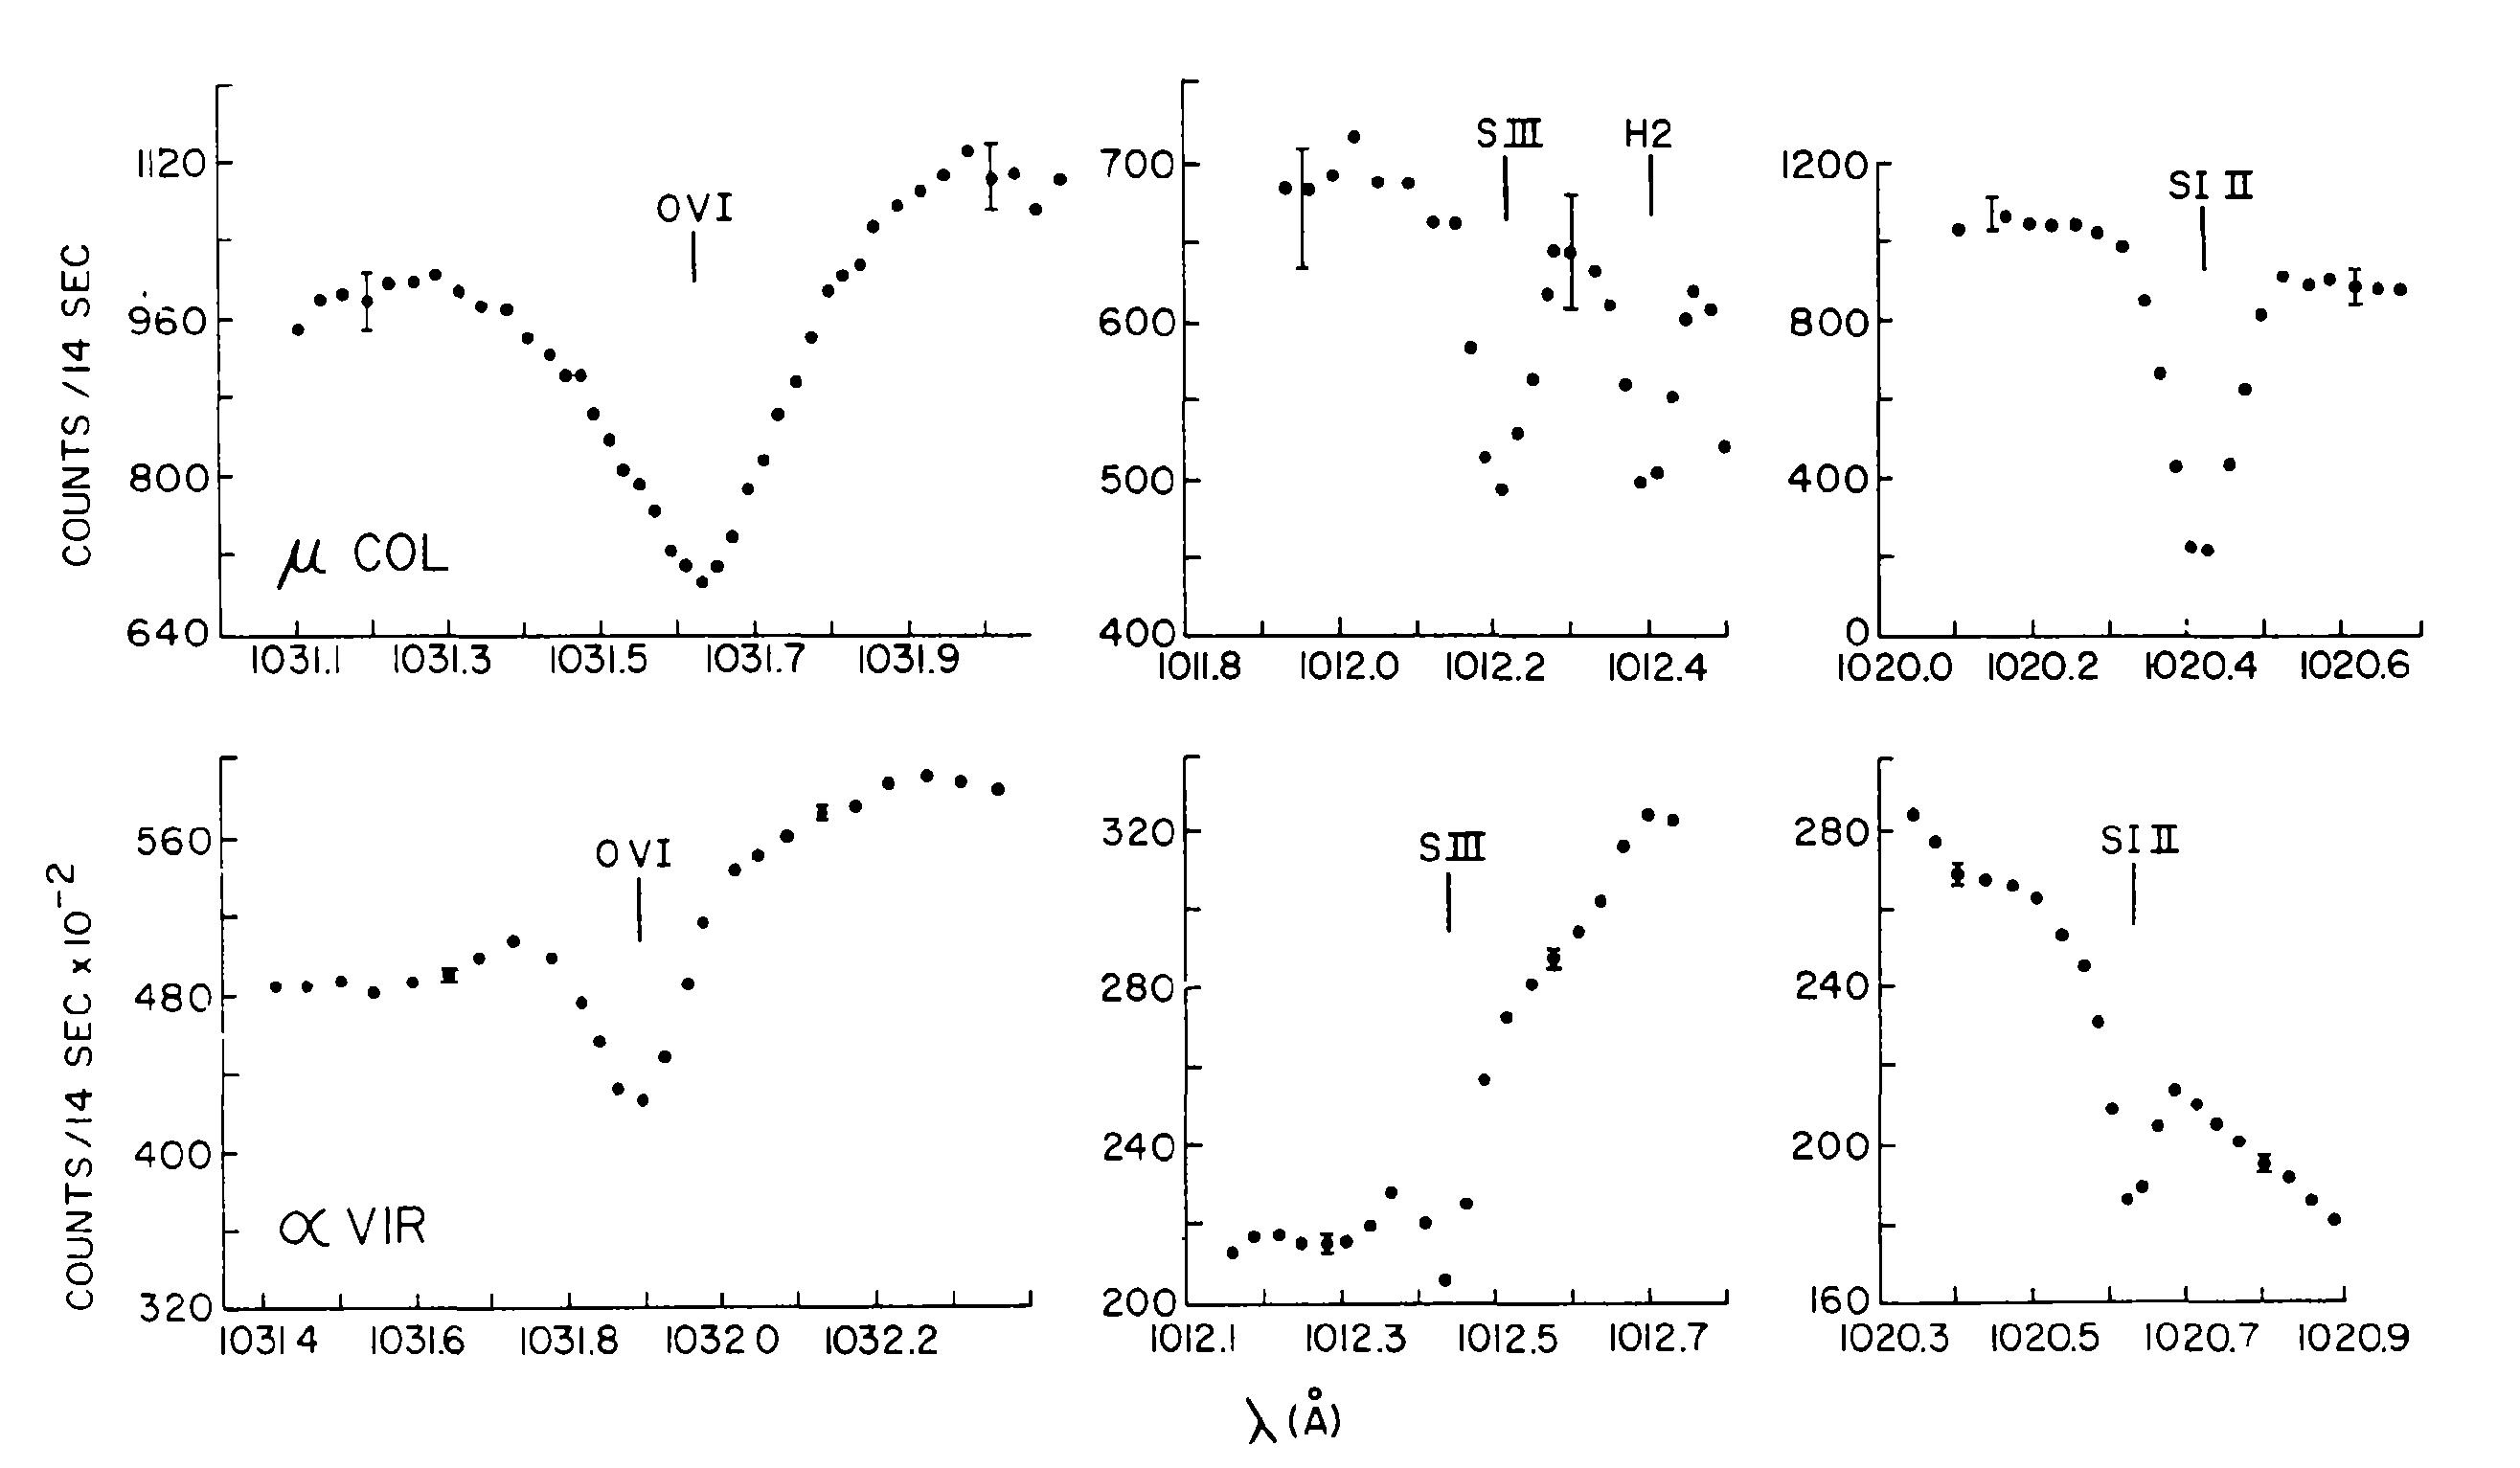 COUNTS/14 SEC
1120
960
800
640
OVI
μ COL
1031.1 1031.3 1031.5 1031.7 1031.9
700
600
500
400
SIII
H2
1011.8 1012.0 1012.2 1012.4
1200
800
400
0
SI II
1020.0 1020.2 1020.4 1020.6
COUNTS/14 SEC x10⁻²
560
480
400
320
OVI
α VIR
1031 4 1031.6 1031.8 1032 0 1032.2
320
280
240
200
SIII
1012.1 1012.3 1012.5 1012.7
280
240
200
160
SI II
1020.3 1020.5 1020.7 1020.9
λ (Å)